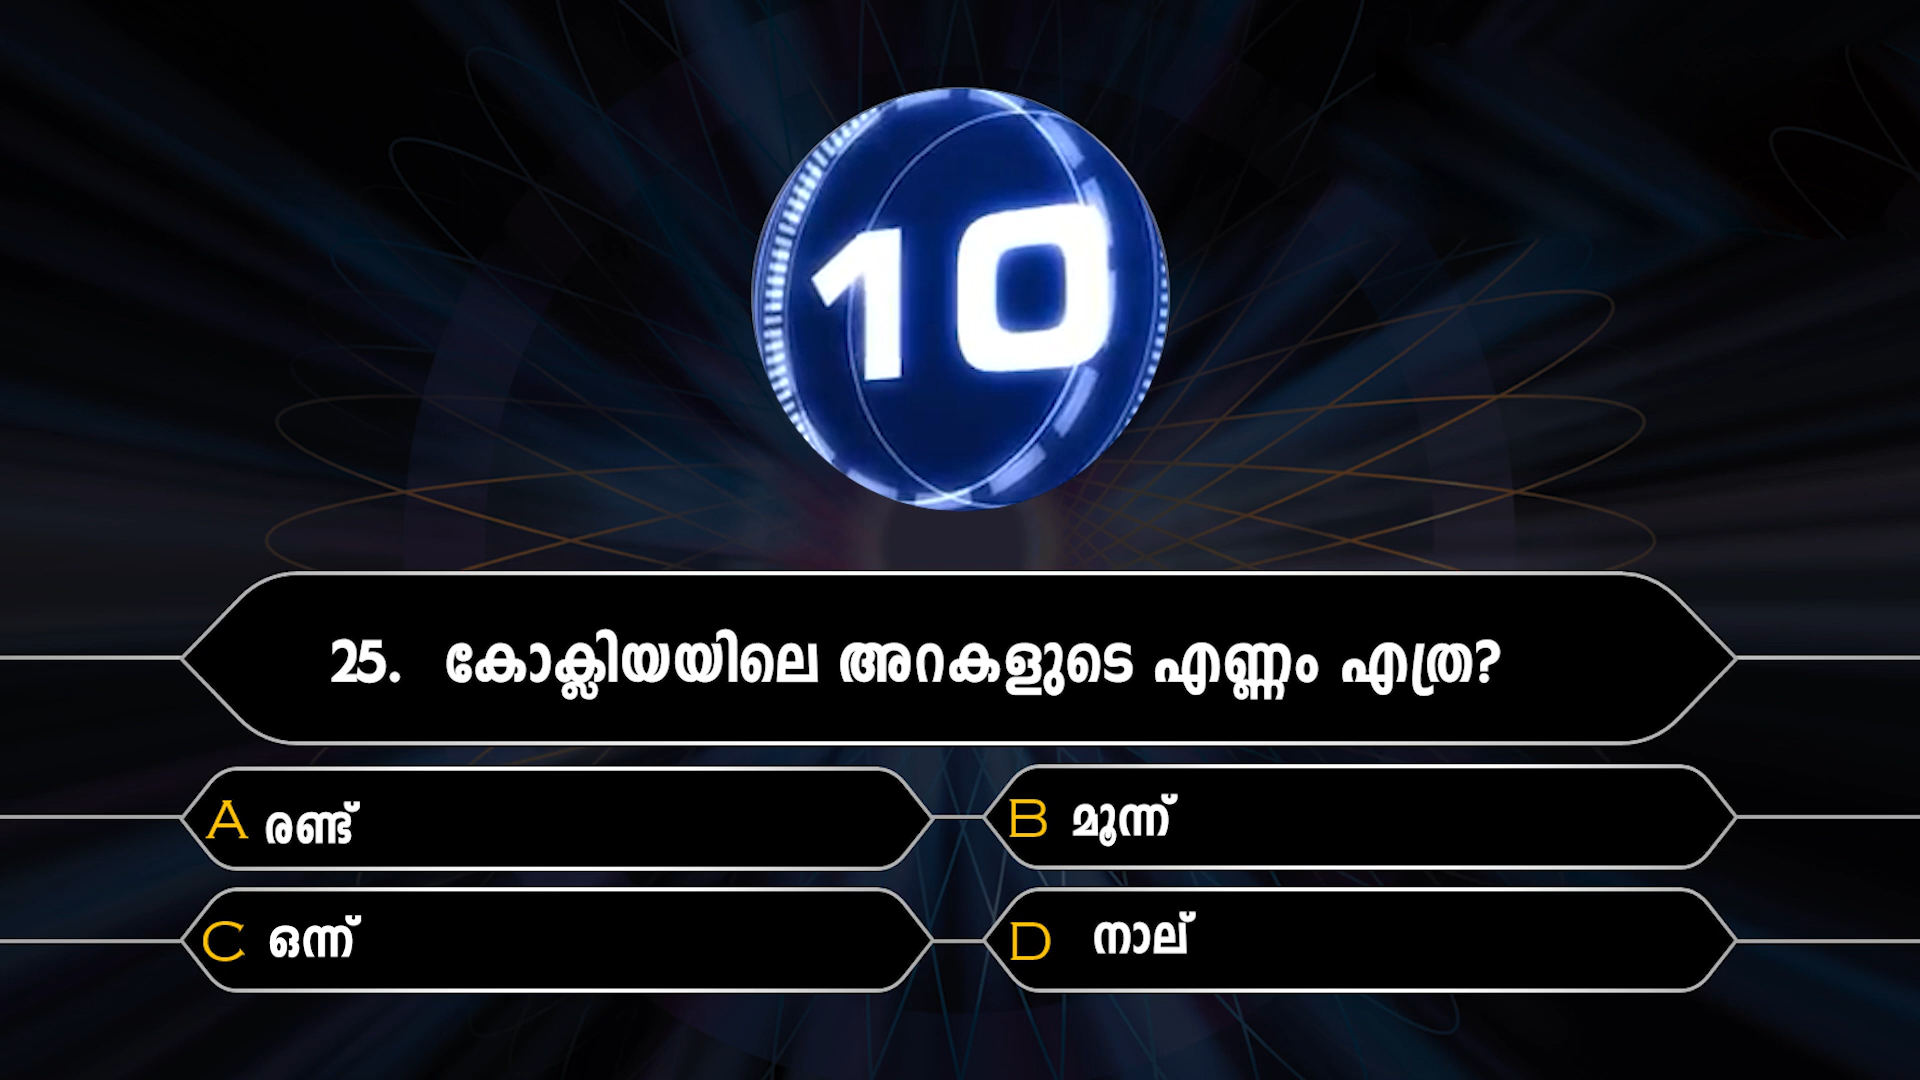 10
25. കോക്ലിയയിലെ അറകളുടെ എണ്ണം എത്ര?
A രണ്ട്
B മൂന്ന്
C ഒന്ന്
D നാല്